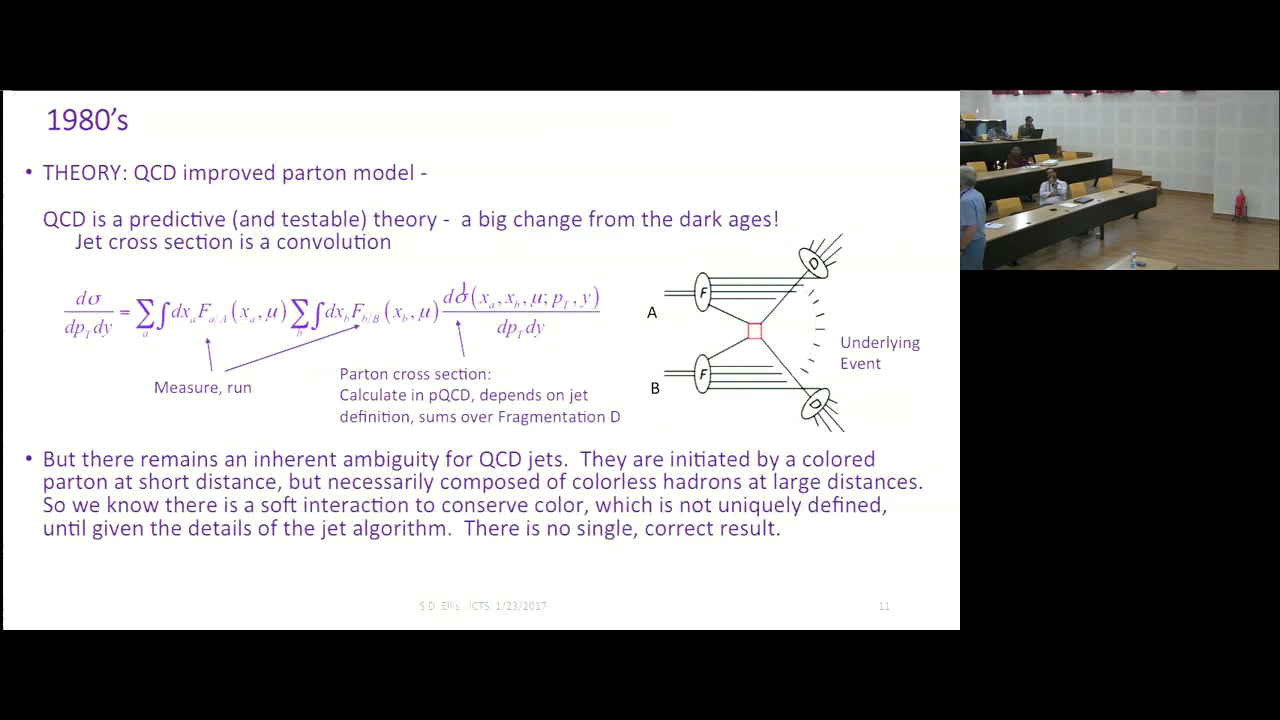 1980's
• THEORY: QCD improved parton model -
QCD is a predictive (and testable) theory - a big change from the dark ages!
Jet cross section is a convolution
dσ/dp_T dy = ∑_a ∫dx_a F_{a/A}(x_a, μ) ∑_b ∫dx_b F_{b/B}(x_b, μ) dσ̂(x_a, x_b, μ; p_T, y)/dp_T dy
Measure, run
Parton cross section:
Calculate in pQCD, depends on jet
definition, sums over Fragmentation D
A
B
F
F
D
D
Underlying
Event
• But there remains an inherent ambiguity for QCD jets. They are initiated by a colored
parton at short distance, but necessarily composed of colorless hadrons at large distances.
So we know there is a soft interaction to conserve color, which is not uniquely defined,
until given the details of the jet algorithm. There is no single, correct result.
S.D. Ellis ICTS 1/23/2017
11